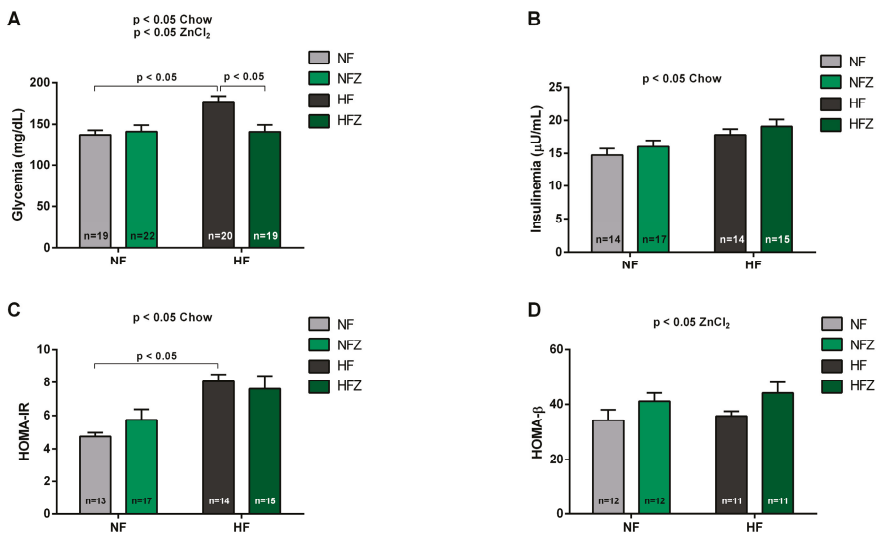 A
p < 0.05 Chow
p < 0.05 ZnCl₂
p < 0.05
p < 0.05
NF
NFZ
HF
HFZ
Glycemia (mg/dL)
200
150
100
50
0
n=19
n=22
n=20
n=19
NF
HF
B
p < 0.05 Chow
NF
NFZ
HF
HFZ
Insulinemia (μU/mL)
25
20
15
10
5
0
n=14
n=17
n=14
n=15
NF
HF
C
p < 0.05 Chow
p < 0.05
NF
NFZ
HF
HFZ
HOMA-IR
10
8
6
4
2
0
n=13
n=17
n=14
n=15
NF
HF
D
p < 0.05 ZnCl₂
NF
NFZ
HF
HFZ
HOMA-β
60
40
20
0
n=12
n=12
n=11
n=11
NF
HF